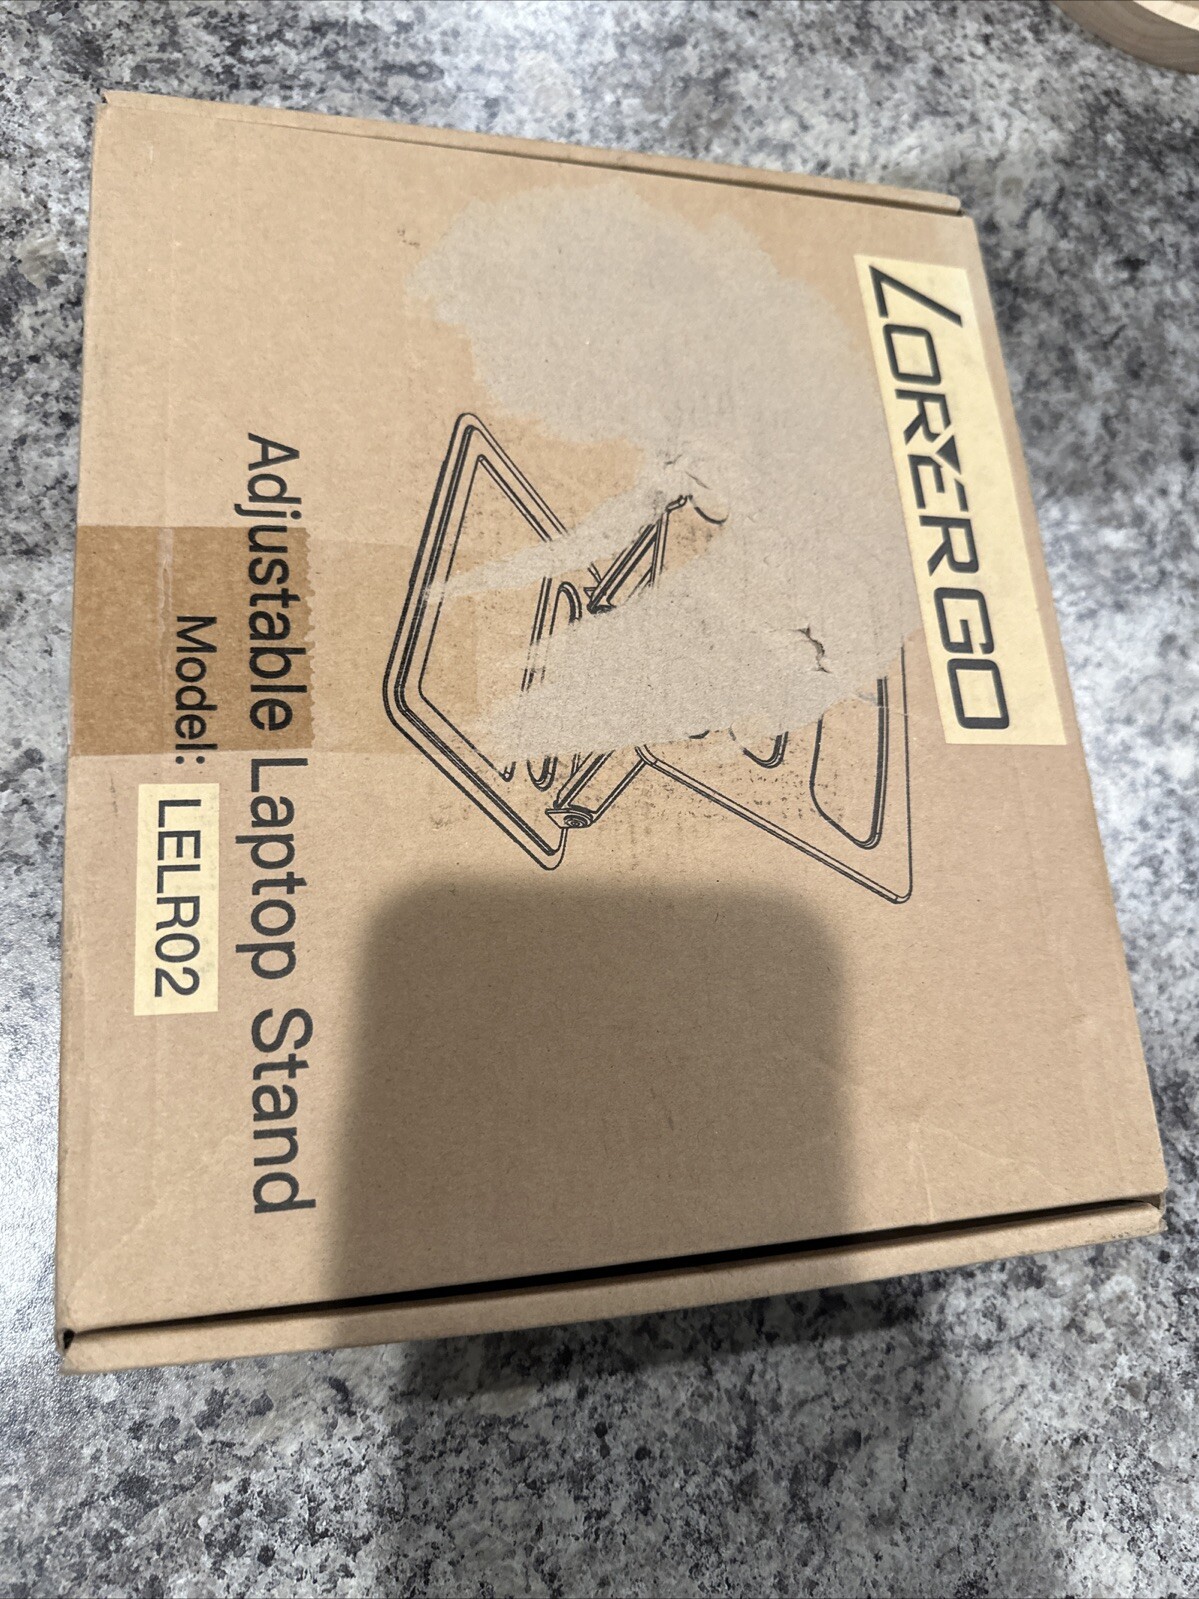 LORERGO
Adjustable Laptop Stand
Model: LELR02